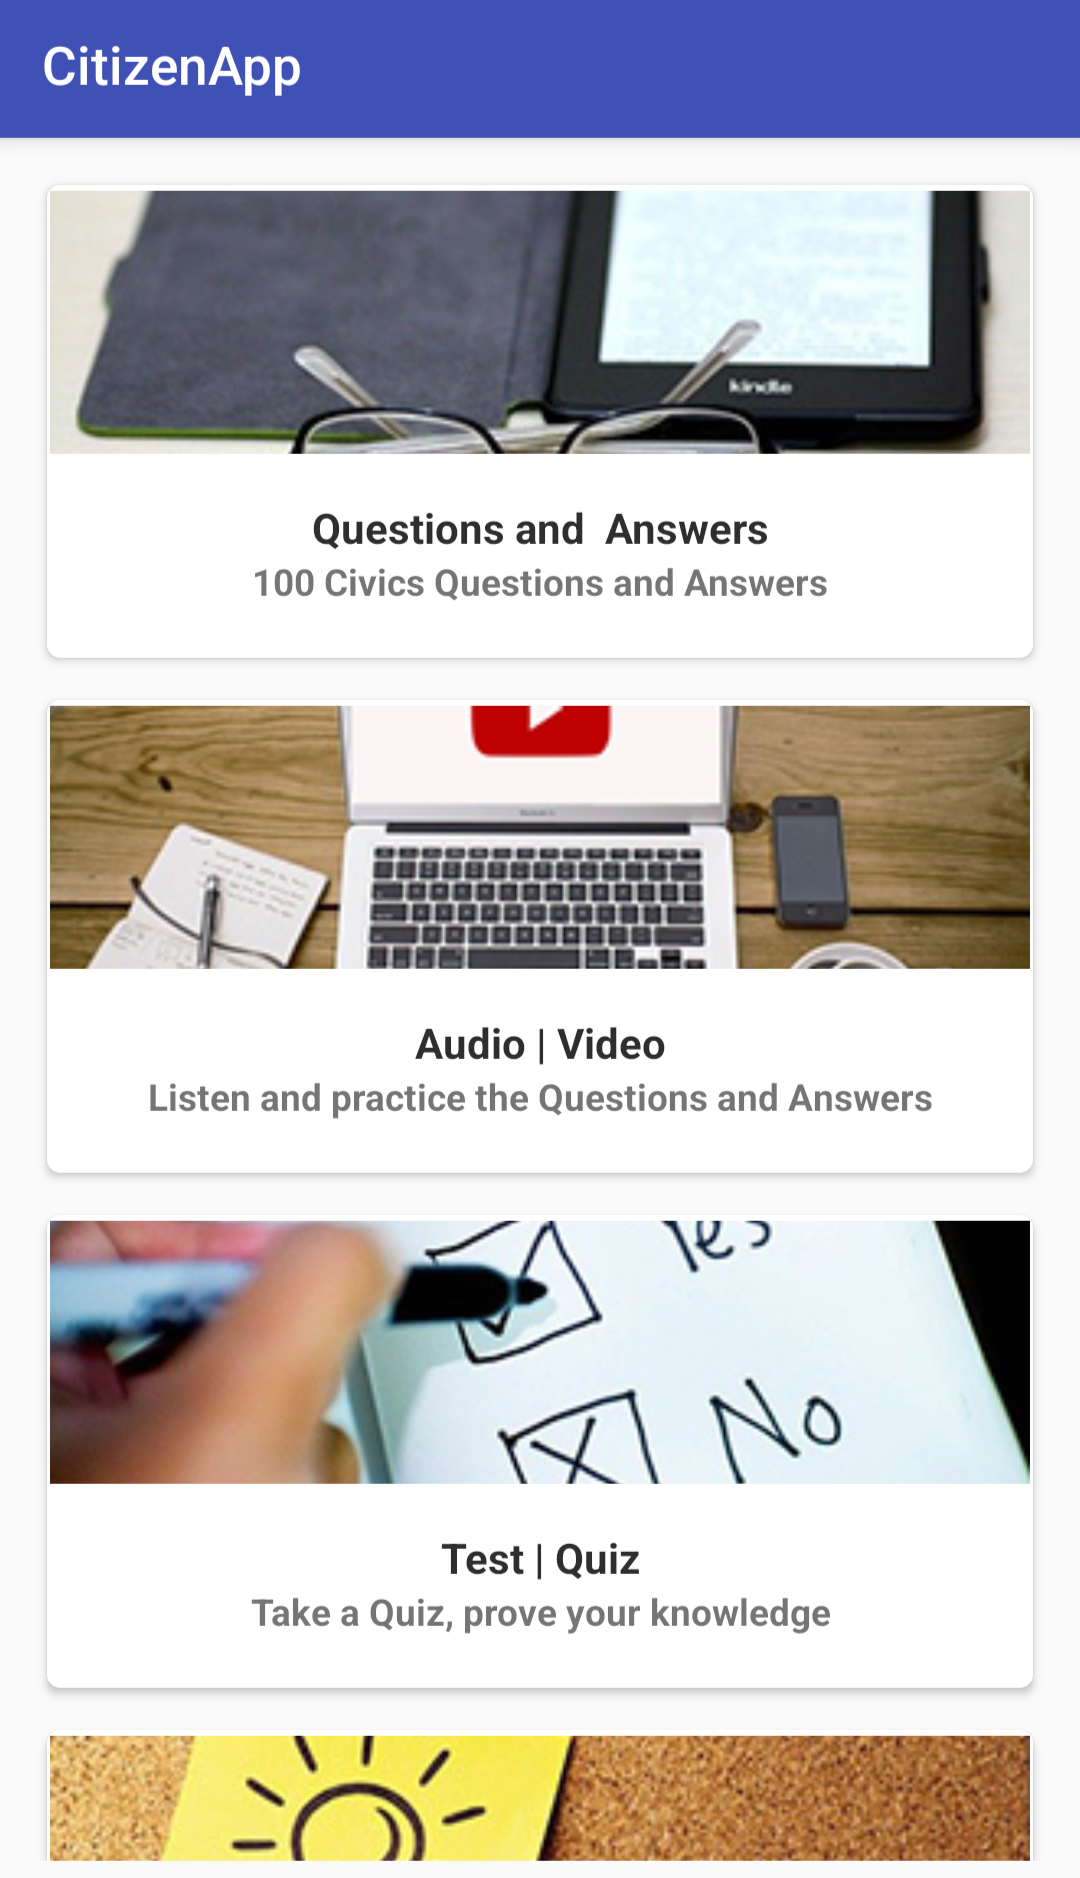 CitizenApp
kindle
Questions and  Answers
100 Civics Questions and Answers
Audio | Video
Listen and practice the Questions and Answers
Yes
No
Test | Quiz
Take a Quiz, prove your knowledge